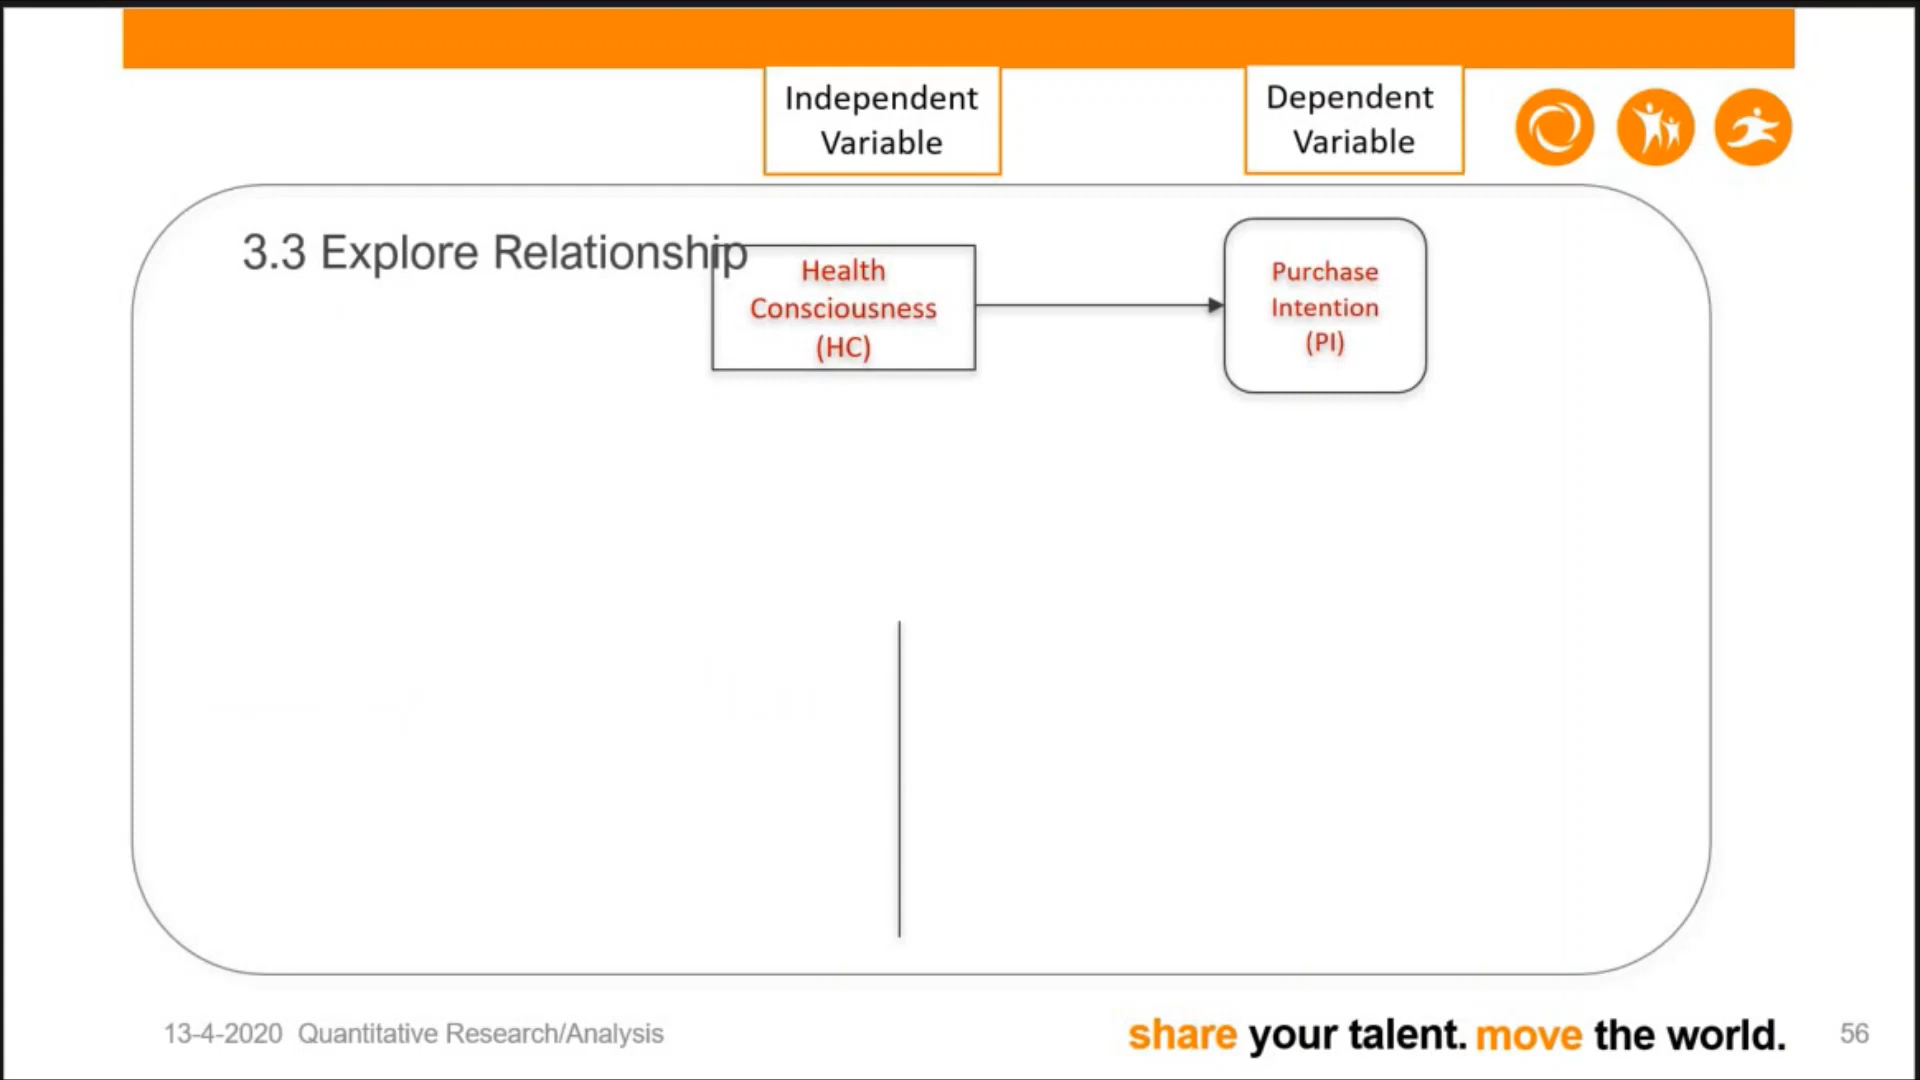 Independent
Variable
Dependent
Variable
3.3 Explore Relationship
Health
Consciousness
(HC)
Purchase
Intention
(PI)
13-4-2020 Quantitative Research/Analysis
share your talent. move the world.
56